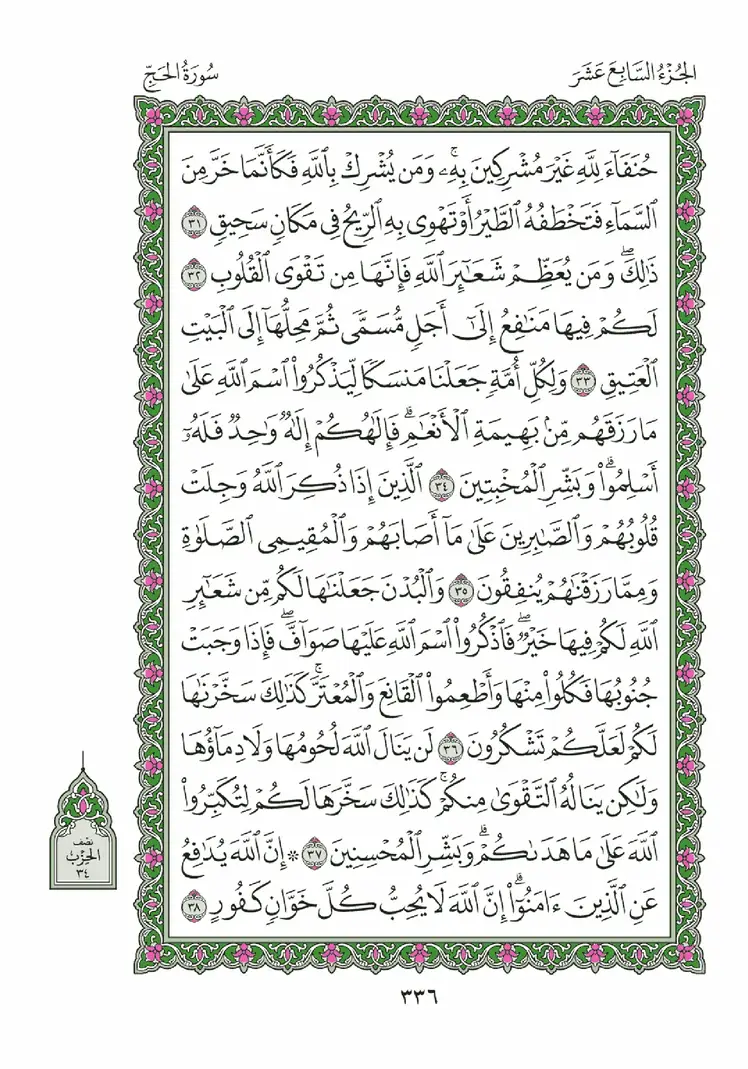 الجُزْءُ السَّابِعَ عَشَرَ
سُورَةُ الحَجِّ
حُنَفَآءَ لِلَّهِ غَيْرَ مُشْرِكِينَ بِهِۦۚ وَمَن يُشْرِكْ بِٱللَّهِ فَكَأَنَّمَا خَرَّ مِنَ
ٱلسَّمَآءِ فَتَخْطَفُهُ ٱلطَّيْرُ أَوْ تَهْوِى بِهِ ٱلرِّيحُ فِى مَكَانٍ سَحِيقٍ ٣١
ذَٰلِكَۖ وَمَن يُعَظِّمْ شَعَـٰٓئِرَ ٱللَّهِ فَإِنَّهَا مِن تَقْوَى ٱلْقُلُوبِ ٣٢
لَكُمْ فِيهَا مَنَـٰفِعُ إِلَىٰٓ أَجَلٍ مُّسَمًّى ثُمَّ مَحِلُّهَآ إِلَى ٱلْبَيْتِ
ٱلْعَتِيقِ ٣٣ وَلِكُلِّ أُمَّةٍ جَعَلْنَا مَنسَكًا لِّيَذْكُرُوا۟ ٱسْمَ ٱللَّهِ عَلَىٰ
مَا رَزَقَهُم مِّنۢ بَهِيمَةِ ٱلْأَنْعَـٰمِۗ فَإِلَـٰهُكُمْ إِلَـٰهٌ وَٰحِدٌ فَلَهُۥٓ
أَسْلِمُوا۟ۗ وَبَشِّرِ ٱلْمُخْبِتِينَ ٣٤ ٱلَّذِينَ إِذَا ذُكِرَ ٱللَّهُ وَجِلَتْ
قُلُوبُهُمْ وَٱلصَّـٰبِرِينَ عَلَىٰ مَآ أَصَابَهُمْ وَٱلْمُقِيمِى ٱلصَّلَوٰةِ
وَمِمَّا رَزَقْنَـٰهُمْ يُنفِقُونَ ٣٥ وَٱلْبُدْنَ جَعَلْنَـٰهَا لَكُم مِّن شَعَـٰٓئِرِ
ٱللَّهِ لَكُمْ فِيهَا خَيْرٌۖ فَٱذْكُرُوا۟ ٱسْمَ ٱللَّهِ عَلَيْهَا صَوَآفَّۖ فَإِذَا وَجَبَتْ
جُنُوبُهَا فَكُلُوا۟ مِنْهَا وَأَطْعِمُوا۟ ٱلْقَانِعَ وَٱلْمُعْتَرَّۚ كَذَٰلِكَ سَخَّرْنَـٰهَا
لَكُمْ لَعَلَّكُمْ تَشْكُرُونَ ٣٦ لَن يَنَالَ ٱللَّهَ لُحُومُهَا وَلَا دِمَآؤُهَا
وَلَـٰكِن يَنَالُهُ ٱلتَّقْوَىٰ مِنكُمْۚ كَذَٰلِكَ سَخَّرَهَا لَكُمْ لِتُكَبِّرُوا۟
ٱللَّهَ عَلَىٰ مَا هَدَىٰكُمْۗ وَبَشِّرِ ٱلْمُحْسِنِينَ ٣٧ * إِنَّ ٱللَّهَ يُدَٰفِعُ
عَنِ ٱلَّذِينَ ءَامَنُوٓا۟ۗ إِنَّ ٱللَّهَ لَا يُحِبُّ كُلَّ خَوَّانٍ كَفُورٍ ٣٨
نصف
الحزب
٣٤
٣٣٦